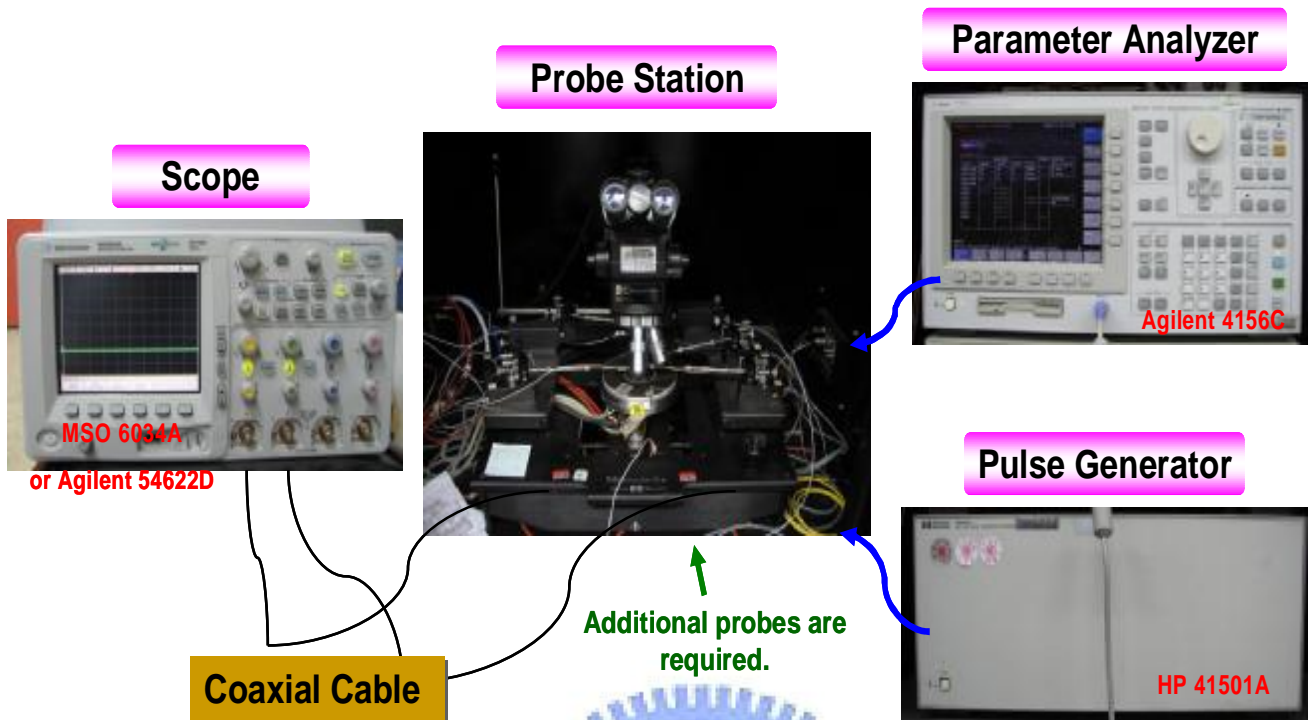 Parameter Analyzer
Probe Station
Scope
Agilent 4156C
MSO 6034A
or Agilent 54622D
Pulse Generator
Additional probes are
required.
Coaxial Cable
HP 41501A